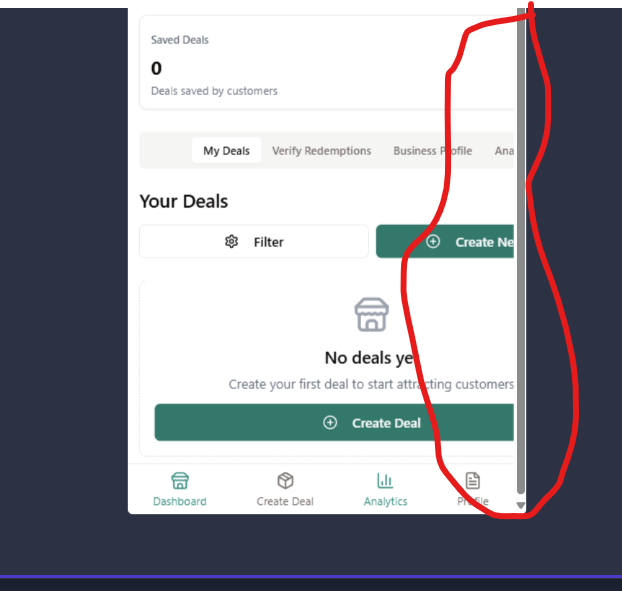 Saved Deals
0
Deals saved by customers
My Deals Verify Redemptions Business Profile Ana
Your Deals
Filter Create Ne
No deals ye
Create your first deal to start attracting customers
Create Deal
Dashboard Create Deal Analytics Profile